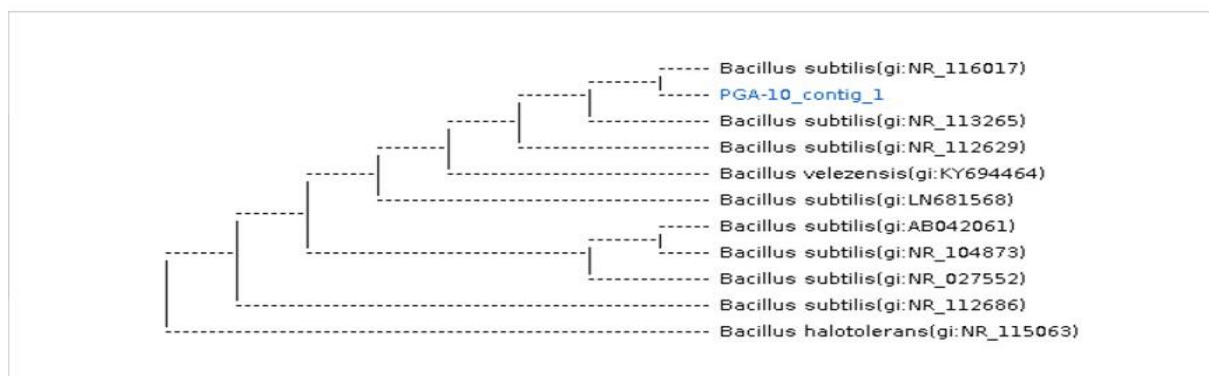 Bacillus subtilis(gi:NR_116017)
PGA-10_contig_1
Bacillus subtilis(gi:NR_113265)
Bacillus subtilis(gi:NR_112629)
Bacillus velezensis(gi:KY694464)
Bacillus subtilis(gi:LN681568)
Bacillus subtilis(gi:AB042061)
Bacillus subtilis(gi:NR_104873)
Bacillus subtilis(gi:NR_027552)
Bacillus subtilis(gi:NR_112686)
Bacillus halotolerans(gi:NR_115063)